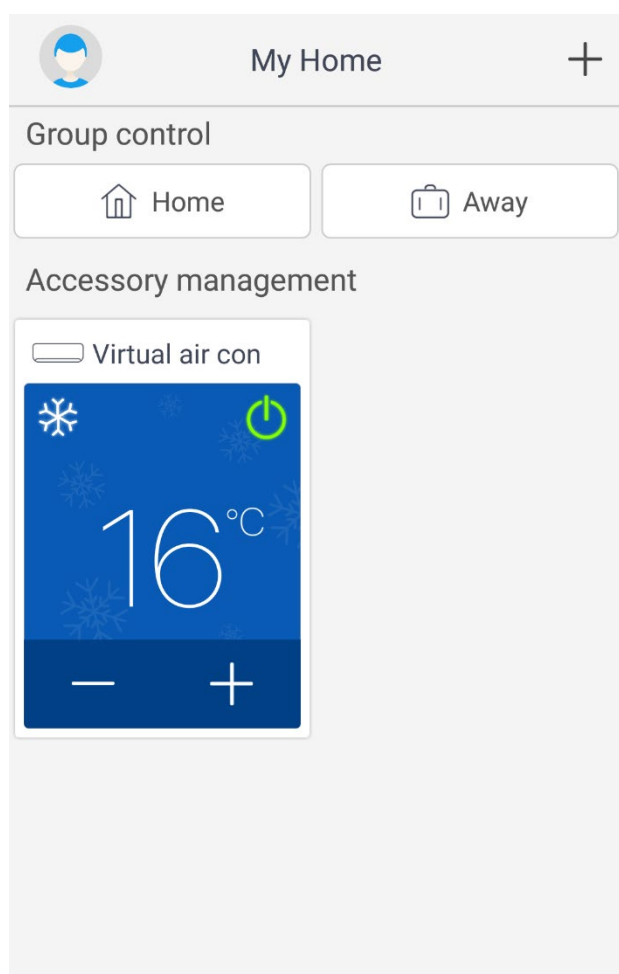 My Home
Group control
Home Away
Accessory management
Virtual air con
16°C